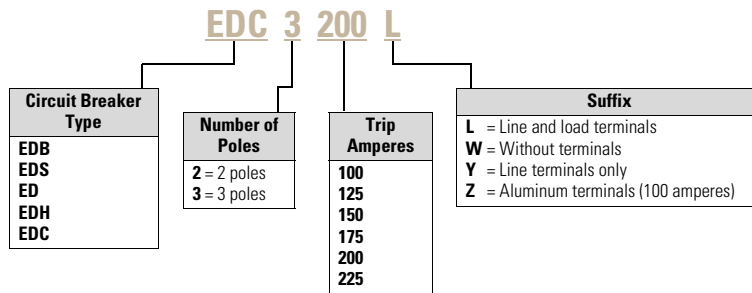 EDC 3 200 L
Circuit Breaker
Type
EDB
EDS
ED
EDH
EDC
Number of
Poles
2 = 2 poles
3 = 3 poles
Trip
Amperes
100
125
150
175
200
225
Suffix
L = Line and load terminals
W = Without terminals
Y = Line terminals only
Z = Aluminum terminals (100 amperes)